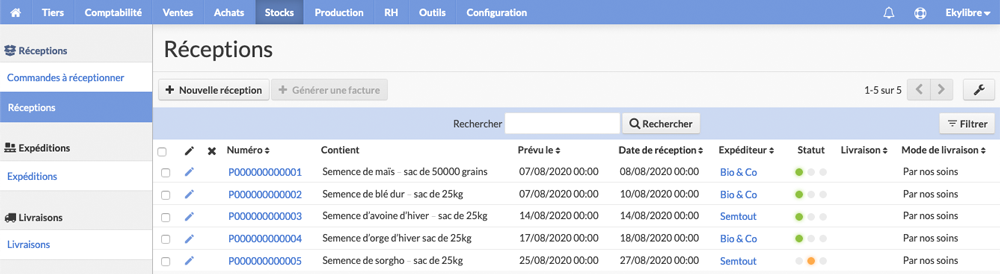 Tiers Comptabilité Ventes Achats Stocks Production RH Outils Configuration Ekylibre
Réceptions
Commandes à réceptionner
Réceptions
Expéditions
Expéditions
Livraisons
Livraisons
Réceptions
Nouvelle réception Générer une facture 1-5 sur 5
Rechercher Rechercher Filtrer
Numéro Contient Prévu le Date de réception Expéditeur Statut Livraison Mode de livraison
P000000000001 Semence de maïs – sac de 50000 grains 07/08/2020 00:00 08/08/2020 00:00 Bio & Co Par nos soins
P000000000002 Semence de blé dur – sac de 25kg 07/08/2020 00:00 10/08/2020 00:00 Bio & Co Par nos soins
P000000000003 Semence d'avoine d'hiver – sac de 25kg 14/08/2020 00:00 14/08/2020 00:00 Semtout Par nos soins
P000000000004 Semence d'orge d'hiver sac de 25kg 17/08/2020 00:00 18/08/2020 00:00 Bio & Co Par nos soins
P000000000005 Semence de sorgho – sac de 25kg 25/08/2020 00:00 27/08/2020 00:00 Semtout Par nos soins